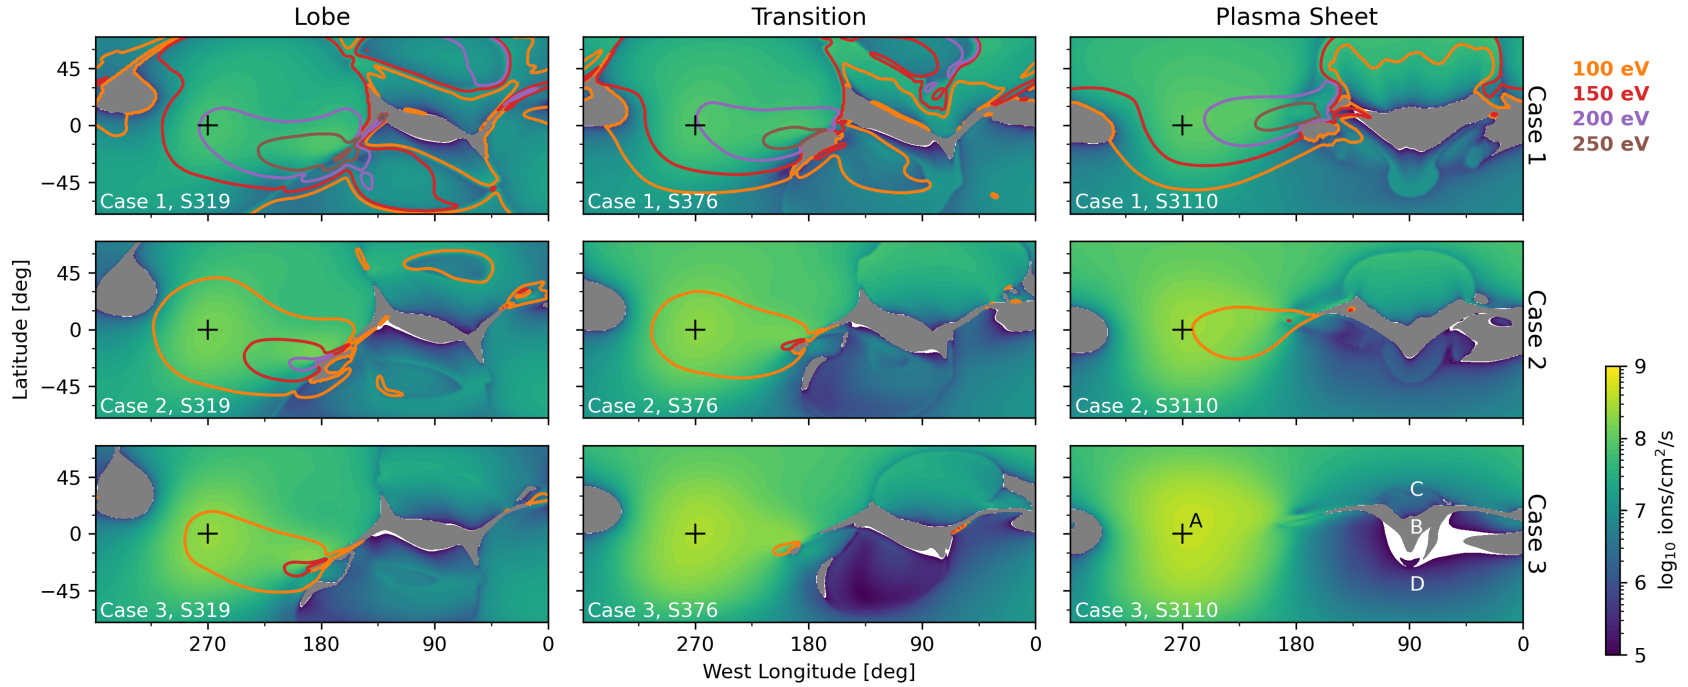 Lobe
Transition
Plasma Sheet
45
0
−45
Case 1, S319
Case 1, S376
Case 1, S3110
Case 1
100 eV
150 eV
200 eV
250 eV
Latitude [deg]
45
0
−45
Case 2, S319
Case 2, S376
Case 2, S3110
Case 2
45
0
−45
Case 3, S319
Case 3, S376
A
B
C
D
Case 3, S3110
Case 3
270
180
90
0
270
180
90
0
270
180
90
0
West Longitude [deg]
9
8
7
6
5
log₁₀ ions/cm²/s